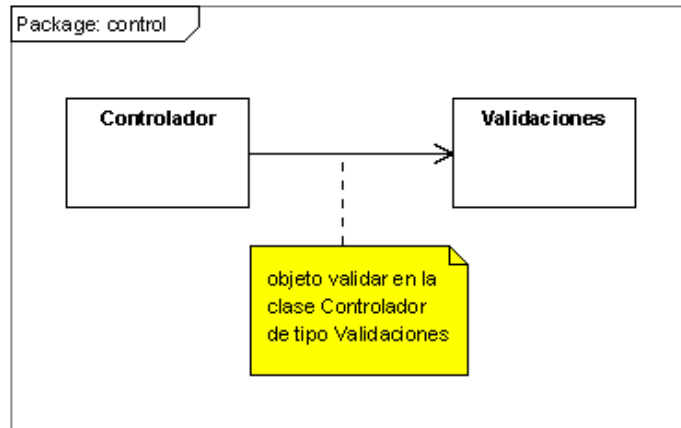 Package: control
Controlador
Validaciones
objeto validar en la
clase Controlador
de tipo Validaciones